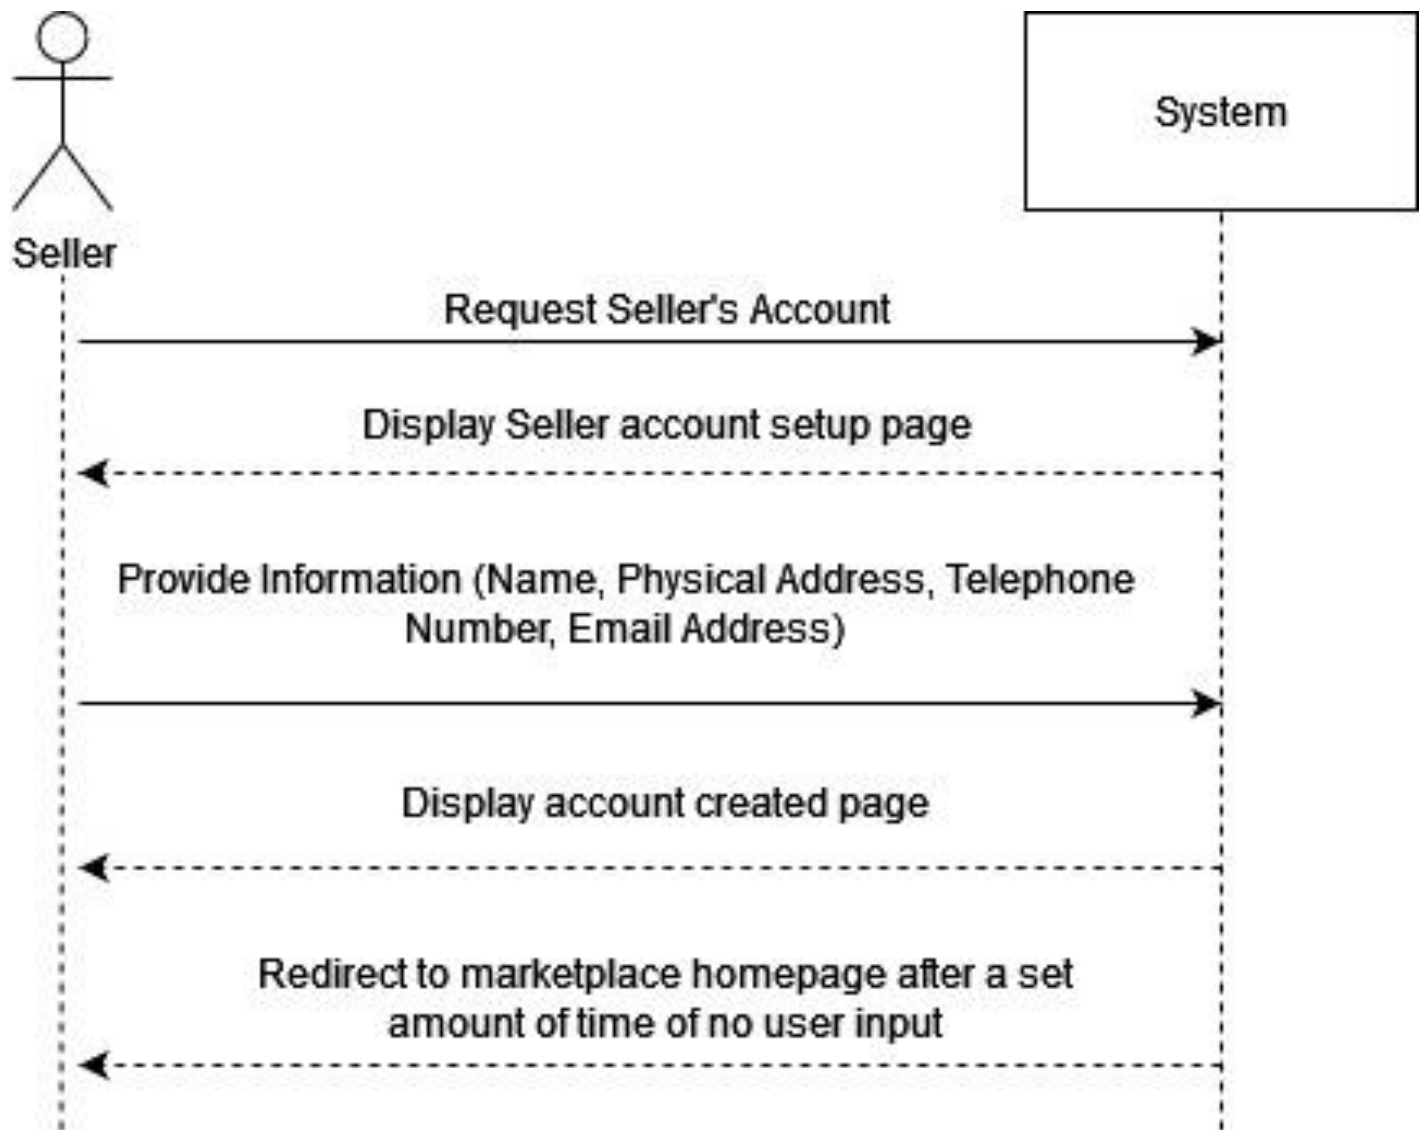 System
Seller
Request Seller's Account
Display Seller account setup page
Provide Information (Name, Physical Address, Telephone
Number, Email Address)
Display account created page
Redirect to marketplace homepage after a set
amount of time of no user input